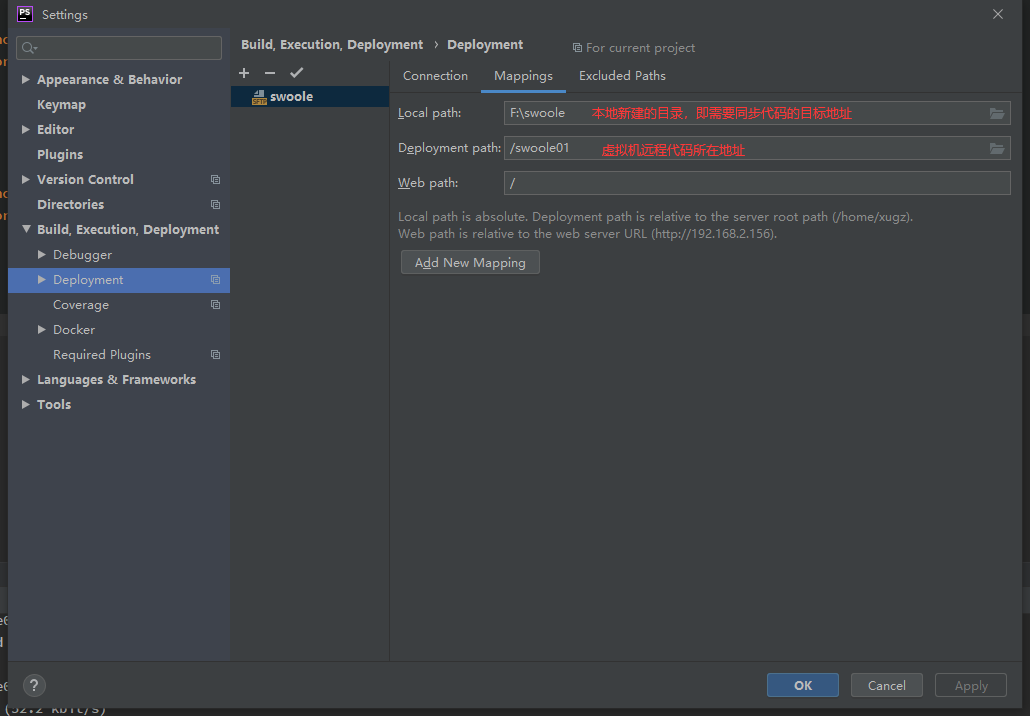 PS
Settings
Build, Execution, Deployment › Deployment
For current project
Appearance & Behavior
Keymap
Editor
Plugins
Version Control
Directories
Build, Execution, Deployment
Debugger
Deployment
Coverage
Docker
Required Plugins
Languages & Frameworks
Tools
SFTP swoole
Connection Mappings Excluded Paths
Local path: F:\swoole 本地新建的目录，即需要同步代码的目标地址
Deployment path: /swoole01 虚拟机远程代码所在地址
Web path: /
Local path is absolute. Deployment path is relative to the server root path (/home/xugz).
Web path is relative to the web server URL (http://192.168.2.156).
Add New Mapping
? OK Cancel Apply